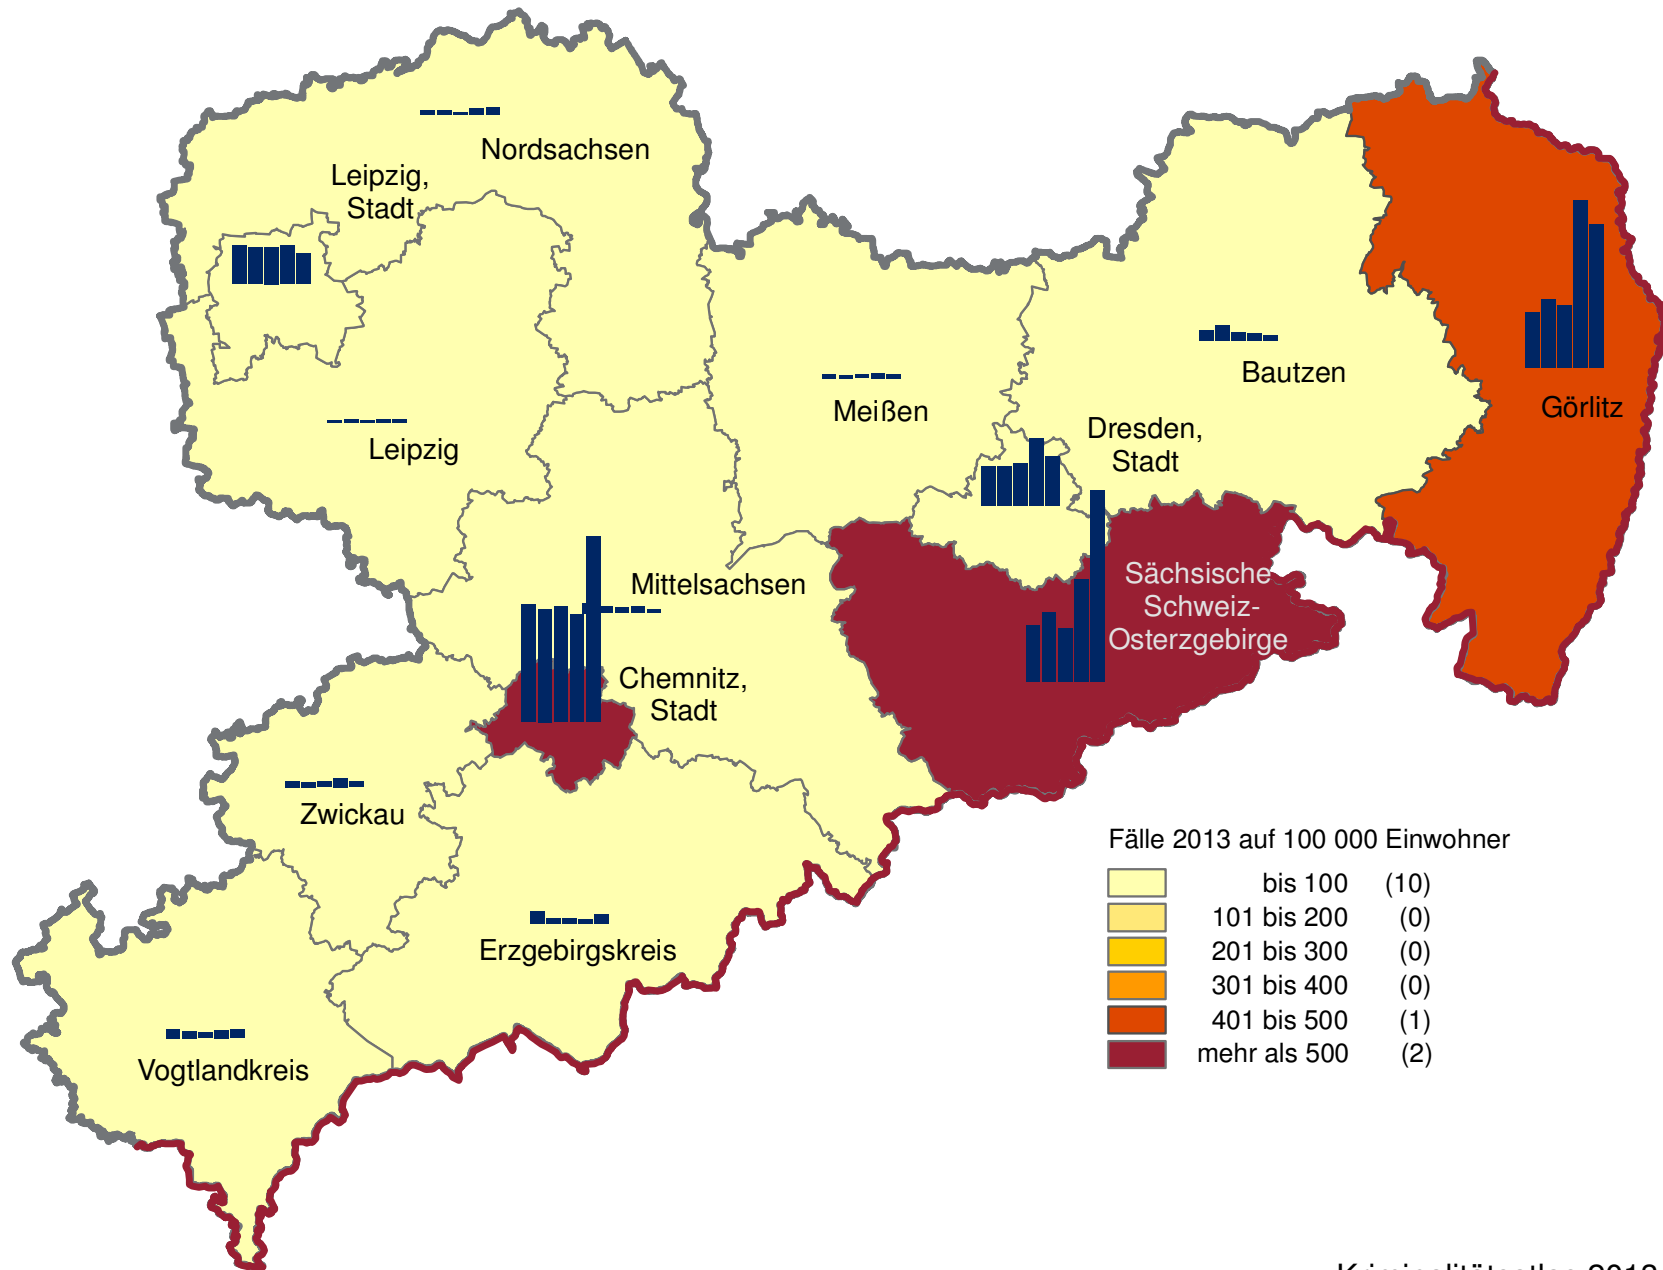 Nordsachsen
Leipzig,
Stadt
Leipzig
Meißen
Bautzen
Görlitz
Dresden,
Stadt
Sächsische
Schweiz-
Osterzgebirge
Mittelsachsen
Chemnitz,
Stadt
Zwickau
Erzgebirgskreis
Vogtlandkreis
Fälle 2013 auf 100 000 Einwohner
bis 100 (10)
101 bis 200 (0)
201 bis 300 (0)
301 bis 400 (0)
401 bis 500 (1)
mehr als 500 (2)
Kriminalitätsatlas 2013